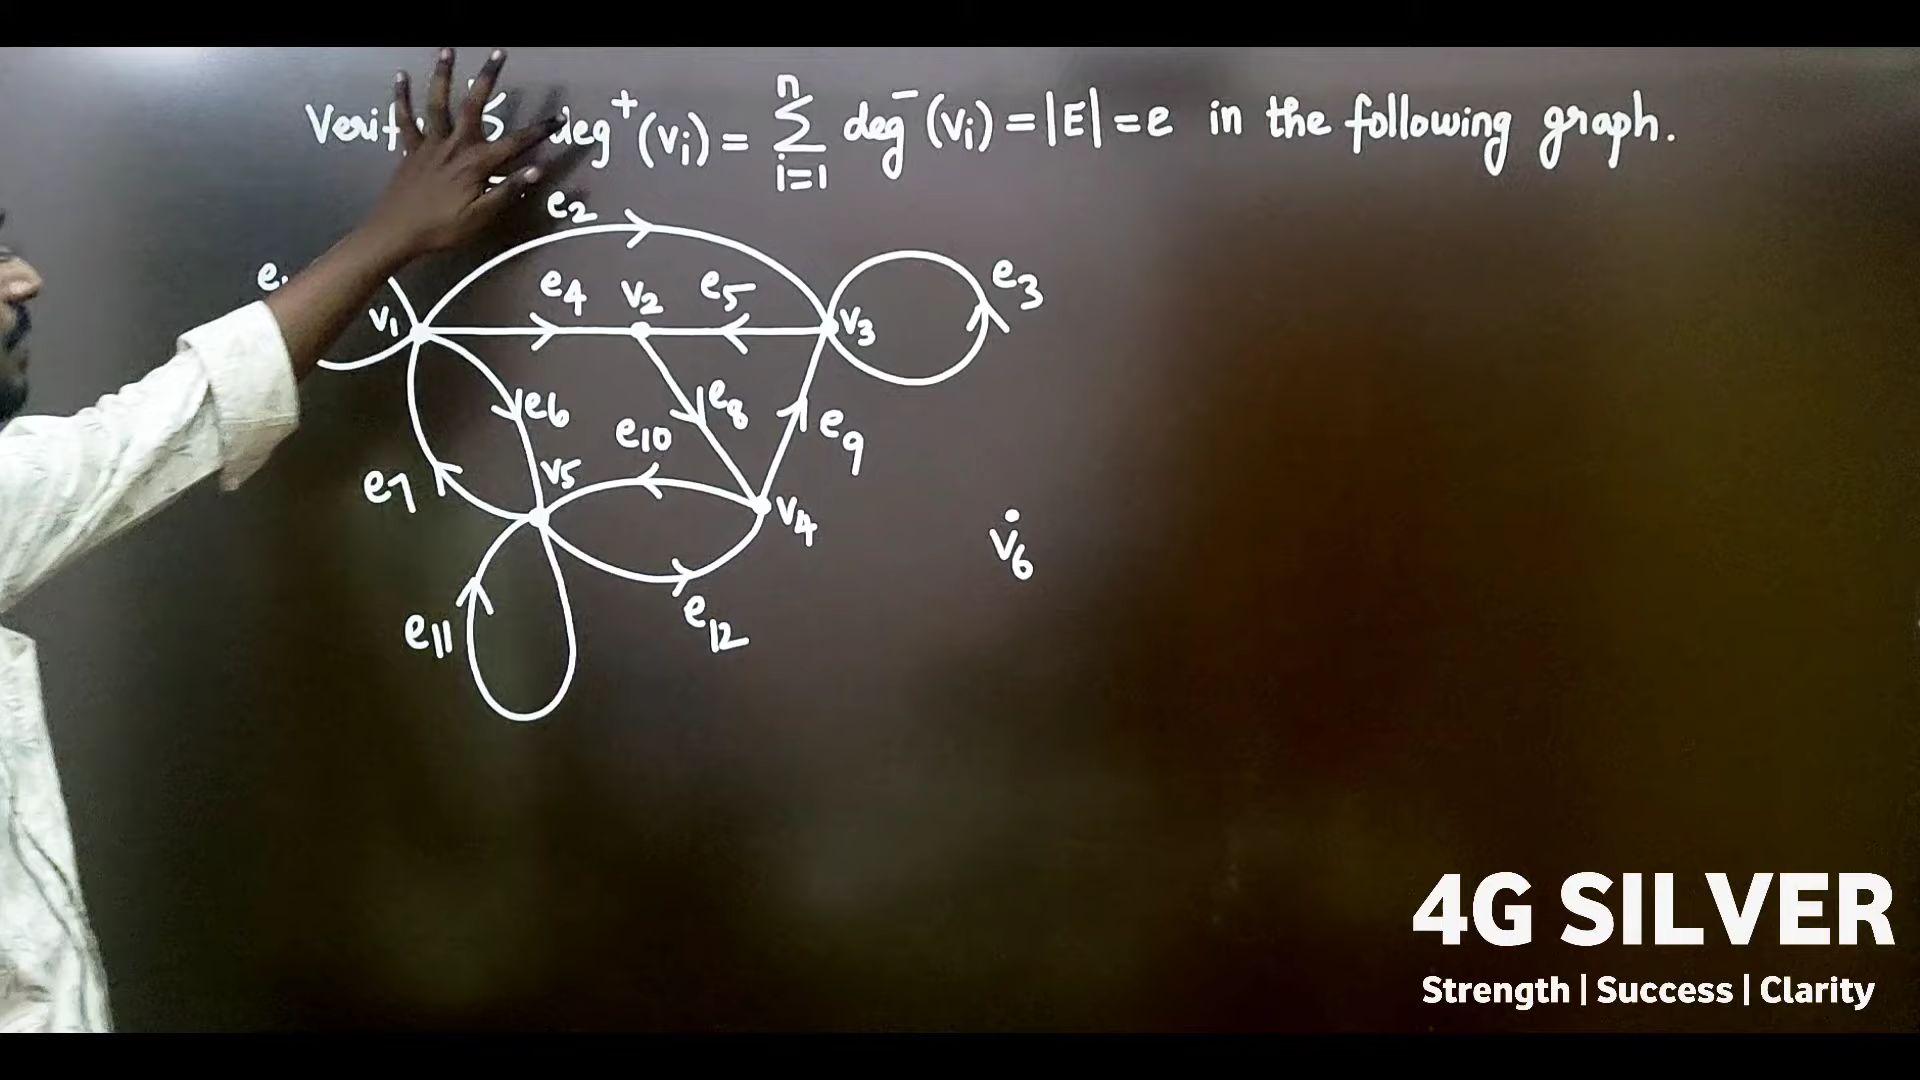 deg⁺(vᵢ) = Σⁿᵢ₌₁ deg⁻(vᵢ) = |E| = e in the following graph.
e₂
e₃
e₄ v₂ e₅
v₁ v₃
e₆ e₈
e₁₀ e₉
v₅
e₇
v₄
v₆
e₁₁ e₁₂
4G SILVER
Strength | Success | Clarity